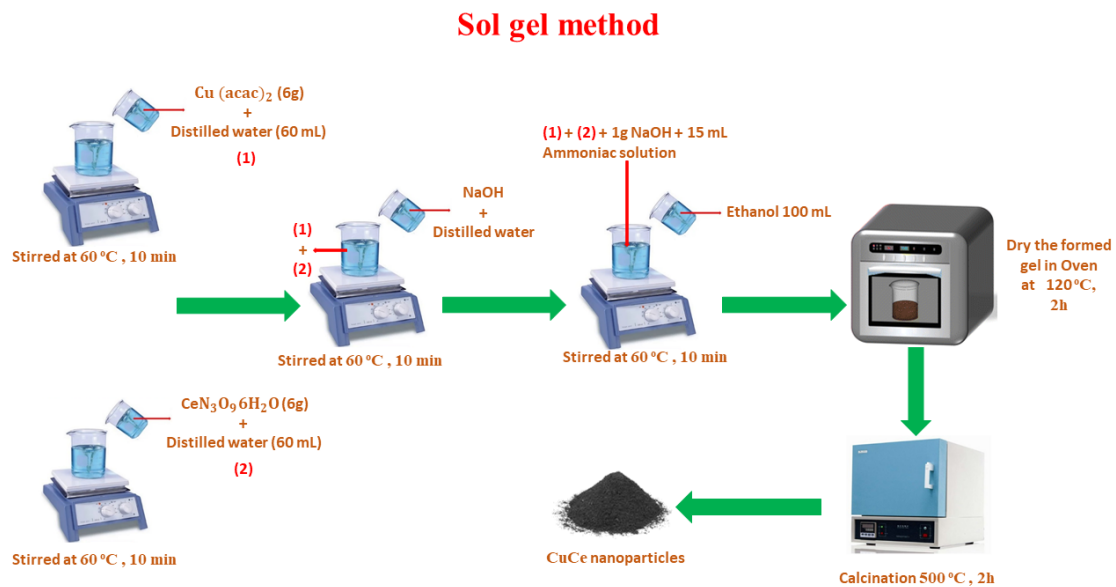 Sol gel method
Cu (acac)₂ (6g)
+
Distilled water (60 mL)
(1)
Stirred at 60 °C , 10 min
(1)
+
(2)
NaOH
+
Distilled water
Stirred at 60 °C , 10 min
(1) + (2) + 1g NaOH + 15 mL
Ammoniac solution
Ethanol 100 mL
Stirred at 60 °C , 10 min
Dry the formed
gel in Oven
at 120 °C,
2h
CeN₃O₉ 6H₂O (6g)
+
Distilled water (60 mL)
(2)
Stirred at 60 °C , 10 min
CuCe nanoparticles
Calcination 500 °C , 2h